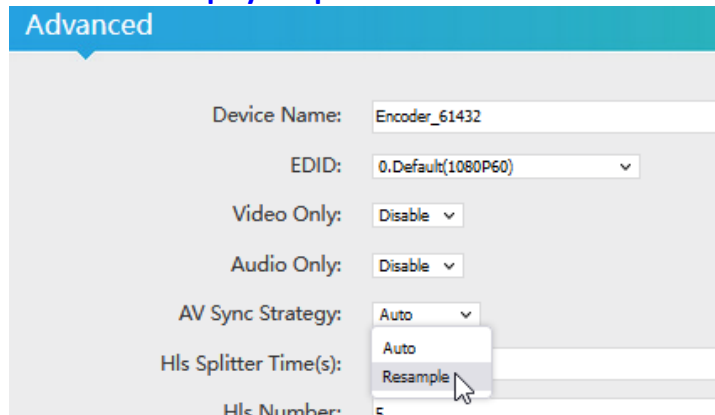 Advanced
Device Name: Encoder_61432
EDID: 0.Default(1080P60)
Video Only: Disable
Audio Only: Disable
AV Sync Strategy: Auto
Auto
Hls Splitter Time(s):
Resample
Hls Number: 5